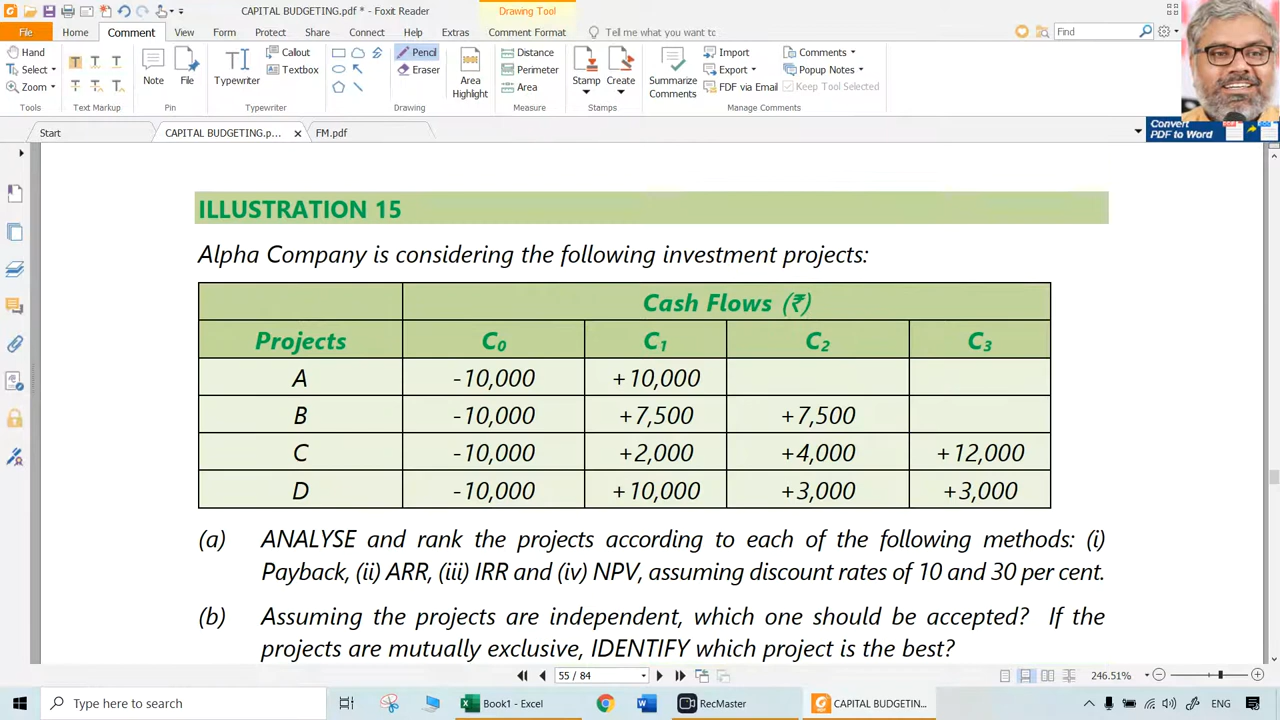 CAPITAL BUDGETING.pdf * - Foxit Reader
Drawing Tool
File Home Comment View Form Protect Share Connect Help Extras Comment Format Tell me what you want tc Find
Hand
Select
Zoom
Tools
Text Markup
Note
File
Pin
Typewriter
Callout
Textbox
Typewriter
Pencil
Eraser
Drawing
Area
Highlight
Distance
Perimeter
Area
Measure
Stamp
Create
Stamps
Summarize
Comments
Import
Export
FDF via Email
Comments
Popup Notes
Keep Tool Selected
Manage Comments
Start
CAPITAL BUDGETING.p...
FM.pdf
Convert
PDF to Word
ILLUSTRATION 15
Alpha Company is considering the following investment projects:
Cash Flows (₹)
Projects C₀ C₁ C₂ C₃
A -10,000 +10,000
B -10,000 +7,500 +7,500
C -10,000 +2,000 +4,000 +12,000
D -10,000 +10,000 +3,000 +3,000
(a) ANALYSE and rank the projects according to each of the following methods: (i)
Payback, (ii) ARR, (iii) IRR and (iv) NPV, assuming discount rates of 10 and 30 per cent.
(b) Assuming the projects are independent, which one should be accepted? If the
projects are mutually exclusive, IDENTIFY which project is the best?
55 / 84
246.51%
Type here to search
Book1 - Excel
RecMaster
CAPITAL BUDGETIN...
ENG